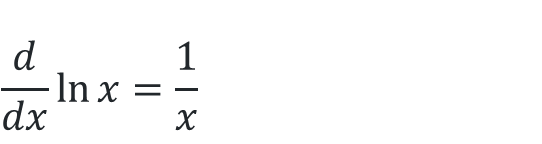 d/dx ln x = 1/x